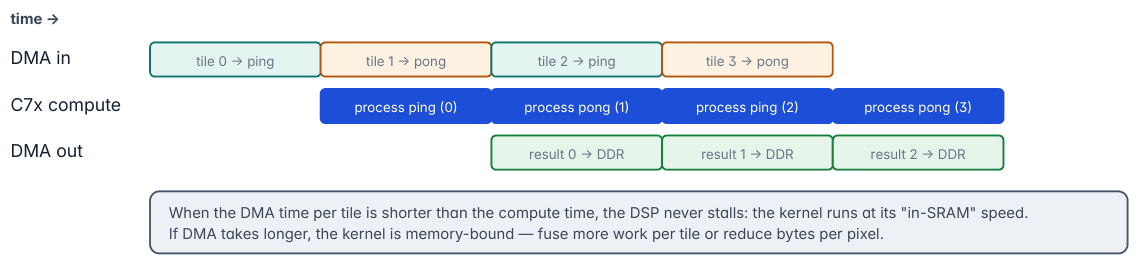 time →
DMA in
tile 0 → ping
tile 1 → pong
tile 2 → ping
tile 3 → pong
C7x compute
process ping (0)
process pong (1)
process ping (2)
process pong (3)
DMA out
result 0 → DDR
result 1 → DDR
result 2 → DDR
When the DMA time per tile is shorter than the compute time, the DSP never stalls: the kernel runs at its "in-SRAM" speed.
If DMA takes longer, the kernel is memory-bound — fuse more work per tile or reduce bytes per pixel.